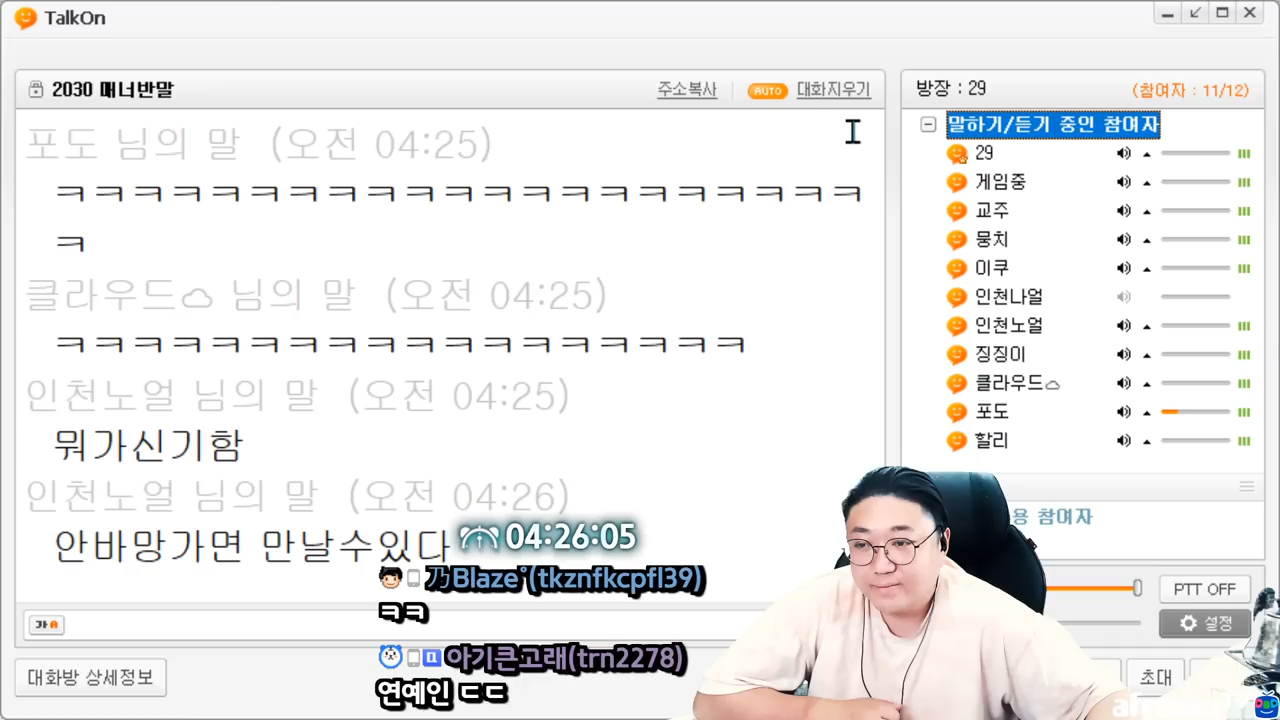 TalkOn
2030 매너반말
주소복사
AUTO 대화지우기
포도 님의 말 (오전 04:25)
ㅋㅋㅋㅋㅋㅋㅋㅋㅋㅋㅋㅋㅋㅋㅋㅋㅋㅋㅋㅋㅋ
ㅋ
클라우드 님의 말 (오전 04:25)
ㅋㅋㅋㅋㅋㅋㅋㅋㅋㅋㅋㅋㅋㅋㅋㅋㅋㅋ
인천노얼 님의 말 (오전 04:25)
뭐가신기함
인천노얼 님의 말 (오전 04:26)
안바망가면 만날수있다
04:26:05
乃Blaze˚(tkznfkcpfl39)
ㅋㅋ
아기큰고래(trn2278)
연예인 ㄷㄷ
가A
대화방 상세정보
방장 : 29
(참여자 : 11/12)
말하기/듣기 중인 참여자
29
게임중
교주
뭉치
이쿠
인천나얼
인천노얼
징징이
클라우드
포도
할리
용 참여자
PTT OFF
설정
초대